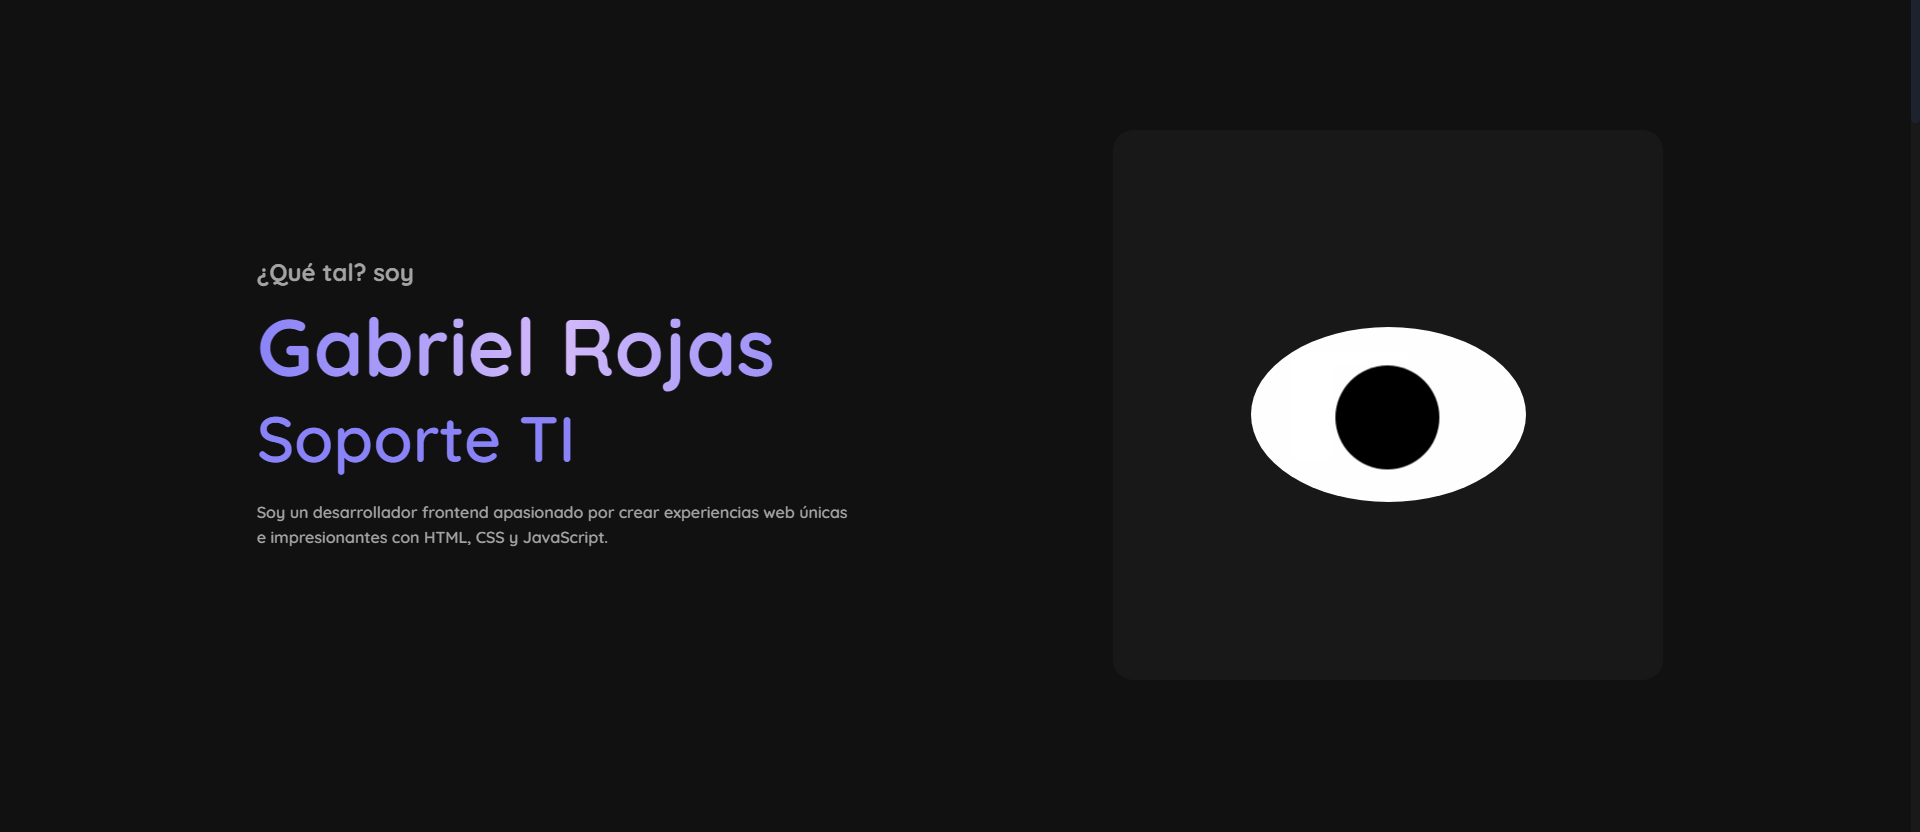 ¿Qué tal? soy
Gabriel Rojas
Soporte TI
Soy un desarrollador frontend apasionado por crear experiencias web únicas
e impresionantes con HTML, CSS y JavaScript.